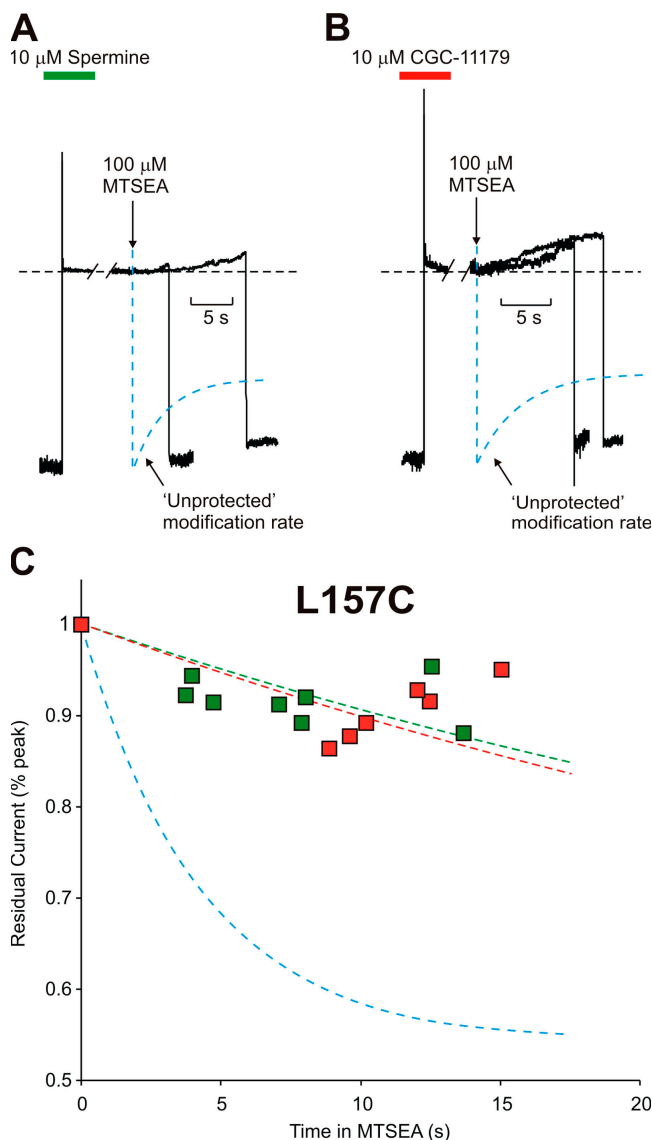 A
10 μM Spermine
100 μM
MTSEA
5 s
'Unprotected'
modification rate
B
10 μM CGC-11179
100 μM
MTSEA
5 s
'Unprotected'
modification rate
C
L157C
Residual Current (% peak)
1
0.9
0.8
0.7
0.6
0.5
0
5
10
15
20
Time in MTSEA (s)